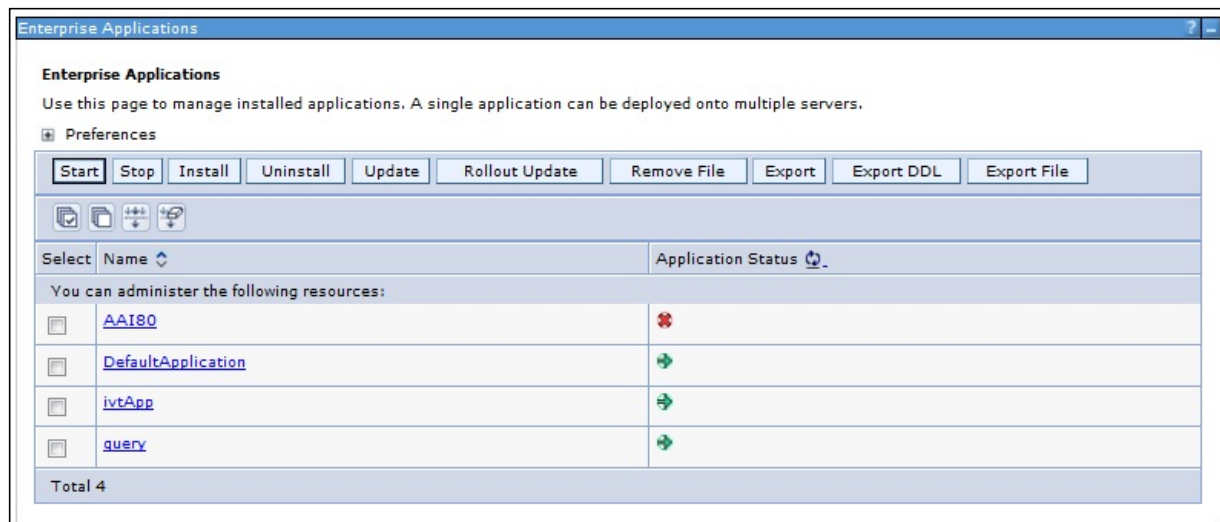 Enterprise Applications ? –
Enterprise Applications
Use this page to manage installed applications. A single application can be deployed onto multiple servers.
Preferences
Start Stop Install Uninstall Update Rollout Update Remove File Export Export DDL Export File
Select Name Application Status
You can administer the following resources:
AAI80
DefaultApplication
ivtApp
query
Total 4